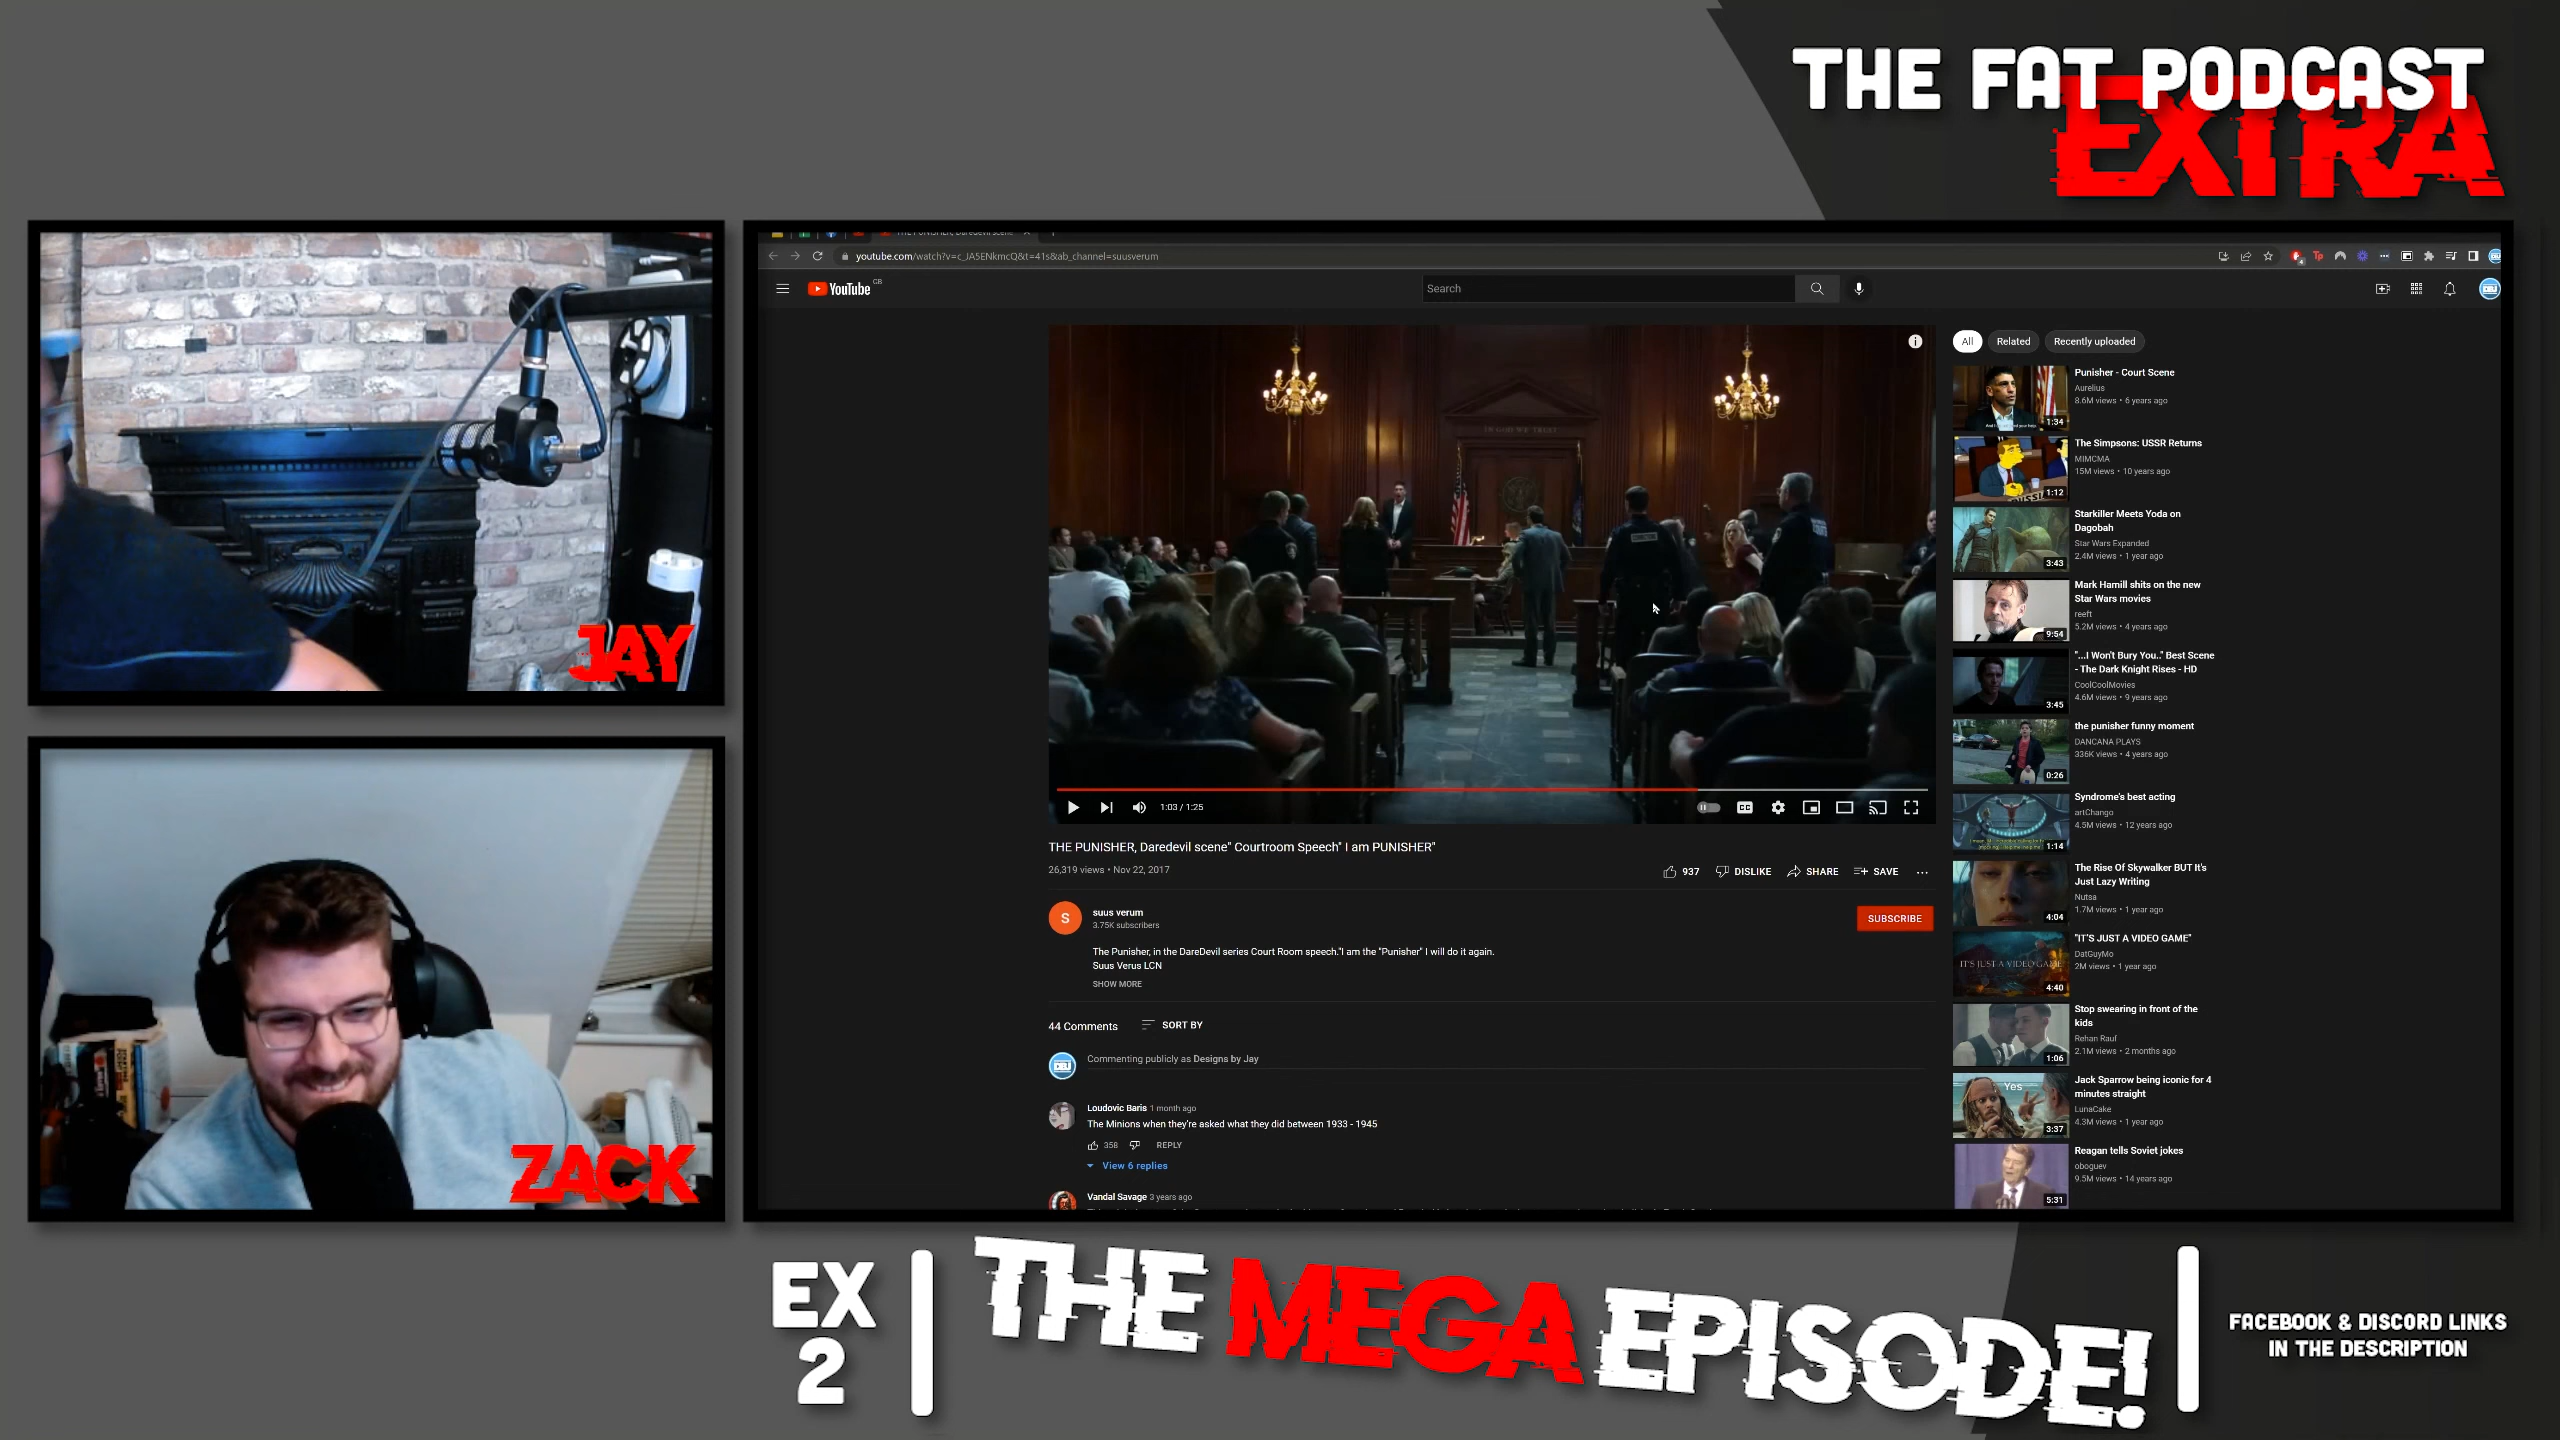 THE FAT PODCAST
EXTRA
JAY
ZACK
youtube.com/watch?v=c_JA5ENkmcQ&t=41s&ab_channel=suusverum
YouTube GB
Search
IN GOD WE TRUST
1:03 / 1:25
THE PUNISHER, Daredevil scene" Courtroom Speech" I am PUNISHER"
26,319 views • Nov 22, 2017
937 DISLIKE SHARE SAVE ...
S
suus verum
3.75K subscribers
SUBSCRIBE
The Punisher, in the DareDevil series Court Room speech."I am the "Punisher" I will do it again.
Suus Verus LCN
SHOW MORE
44 Comments SORT BY
Commenting publicly as Designs by Jay
Loudovic Baris 1 month ago
The Minions when they're asked what they did between 1933 - 1945
358 REPLY
View 6 replies
Vandal Savage 3 years ago
All Related Recently uploaded
Punisher - Court Scene
Aurelius
8.6M views • 6 years ago
1:34
The Simpsons: USSR Returns
MIMCMA
15M views • 10 years ago
1:12
Starkiller Meets Yoda on
Dagobah
Star Wars Expanded
2.4M views • 1 year ago
3:43
Mark Hamill shits on the new
Star Wars movies
reeft
5.2M views • 4 years ago
9:54
"...I Won't Bury You.." Best Scene
- The Dark Knight Rises - HD
CoolCoolMovies
4.6M views • 9 years ago
3:45
the punisher funny moment
DANCANA PLAYS
336K views • 4 years ago
0:26
Syndrome's best acting
artChango
4.5M views • 12 years ago
1:14
The Rise Of Skywalker BUT It's
Just Lazy Writing
Nutsa
1.7M views • 1 year ago
4:04
"IT'S JUST A VIDEO GAME"
DatGuyMo
2M views • 1 year ago
IT'S JUST A VIDEO GAME
4:40
Stop swearing in front of the
kids
Rehan Rauf
2.1M views • 2 months ago
1:06
Jack Sparrow being iconic for 4
minutes straight
LunaCake
4.3M views • 1 year ago
Yes
3:37
Reagan tells Soviet jokes
oboguev
9.5M views • 14 years ago
5:31
EX
2
THE MEGA EPISODE!
FACEBOOK & DISCORD LINKS
IN THE DESCRIPTION